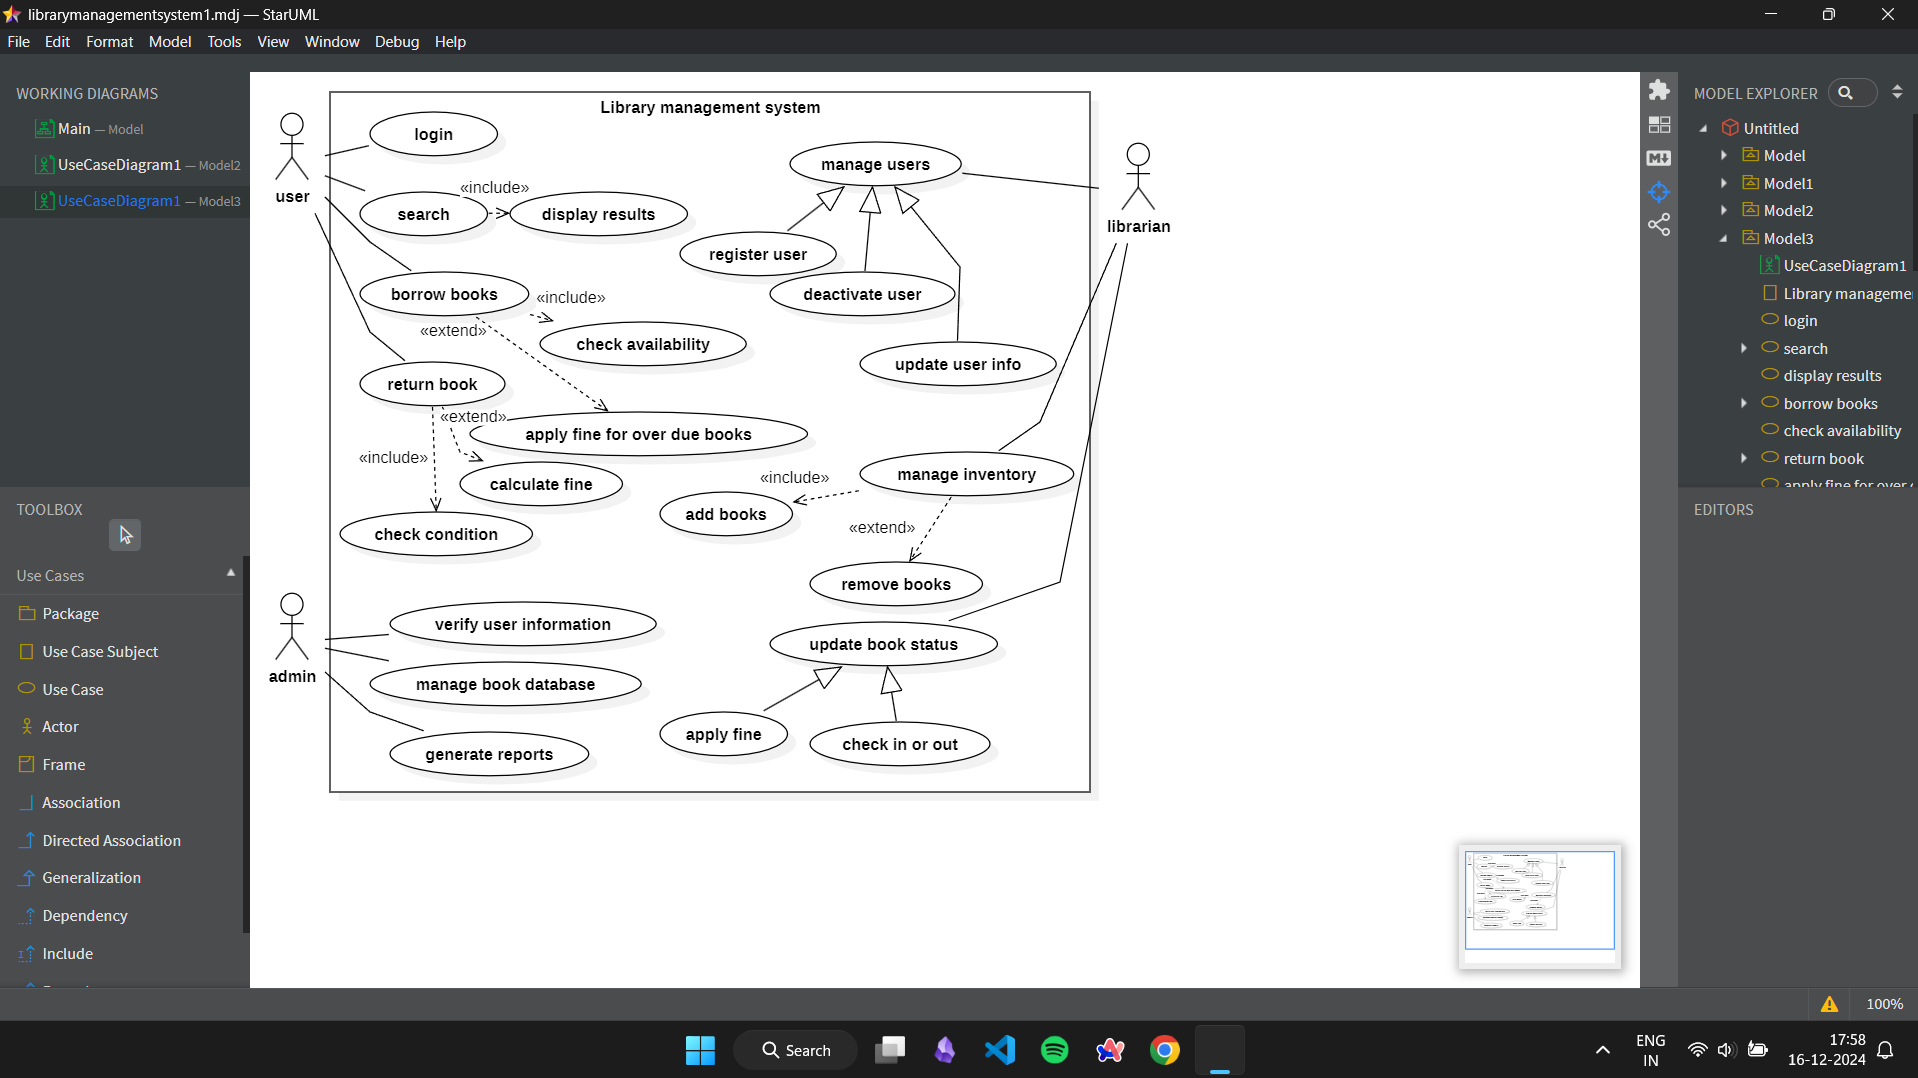 librarymanagementsystem1.mdj — StarUML
File Edit Format Model Tools View Window Debug Help
WORKING DIAGRAMS
Main — Model
UseCaseDiagram1 — Model2
UseCaseDiagram1 — Model3
TOOLBOX
Use Cases
Package
Use Case Subject
Use Case
Actor
Frame
Association
Directed Association
Generalization
Dependency
Include
Library management system
user
login
«include»
search
display results
borrow books
«include»
«extend»
check availability
return book
«extend»
apply fine for over due books
«include»
calculate fine
check condition
admin
verify user information
manage book database
generate reports
manage users
librarian
register user
deactivate user
update user info
manage inventory
«include»
add books
«extend»
remove books
update book status
apply fine
check in or out
MODEL EXPLORER
Untitled
Model
Model1
Model2
Model3
UseCaseDiagram1
Library manageme
login
search
display results
borrow books
check availability
return book
apply fine for over
EDITORS
100%
Search
ENG
IN
17:58
16-12-2024